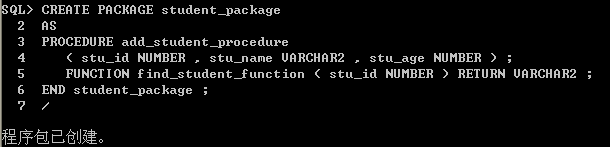 SQL> CREATE PACKAGE student_package
2 AS
3 PROCEDURE add_student_procedure
4 ( stu_id NUMBER , stu_name VARCHAR2 , stu_age NUMBER ) ;
5 FUNCTION find_student_function ( stu_id NUMBER ) RETURN VARCHAR2 ;
6 END student_package ;
7 /
程序包已创建。